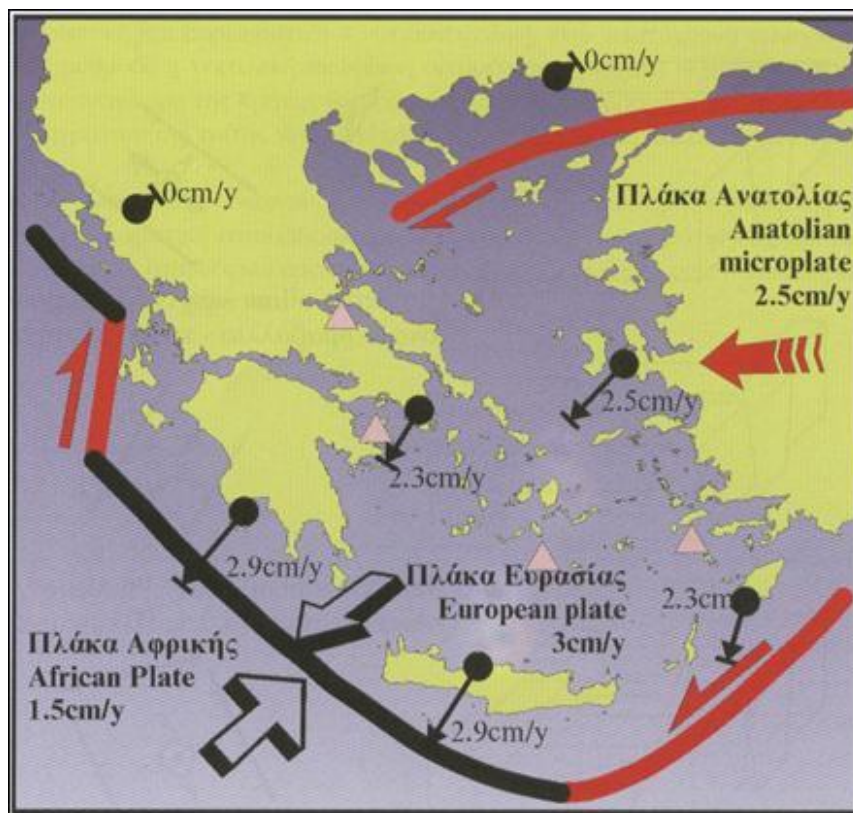 0cm/y
0cm/y
Πλάκα Ανατολίας
Anatolian
microplate
2.5cm/y
2.5cm/y
2.3cm/y
2.9cm/y
Πλάκα Ευρασίας
European plate
3cm/y
2.3cm
Πλάκα Αφρικής
African Plate
1.5cm/y
2.9cm/y